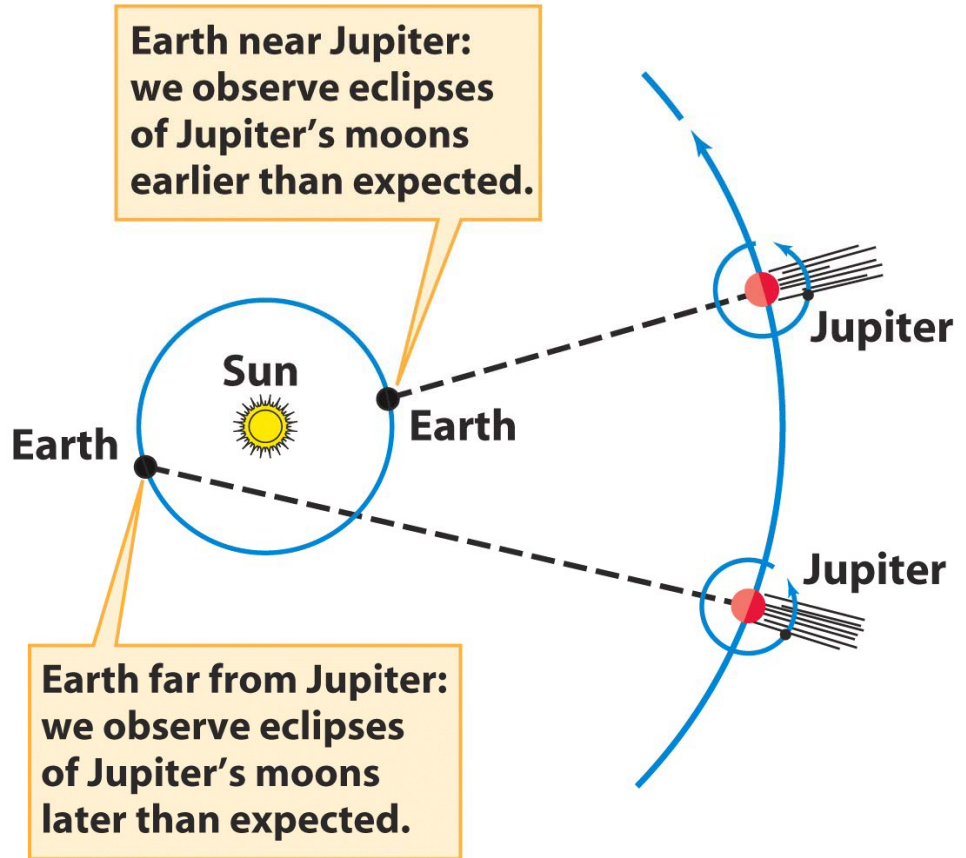 Earth near Jupiter:
we observe eclipses
of Jupiter’s moons
earlier than expected.
Jupiter
Sun
Earth
Earth
Jupiter
Earth far from Jupiter:
we observe eclipses
of Jupiter’s moons
later than expected.